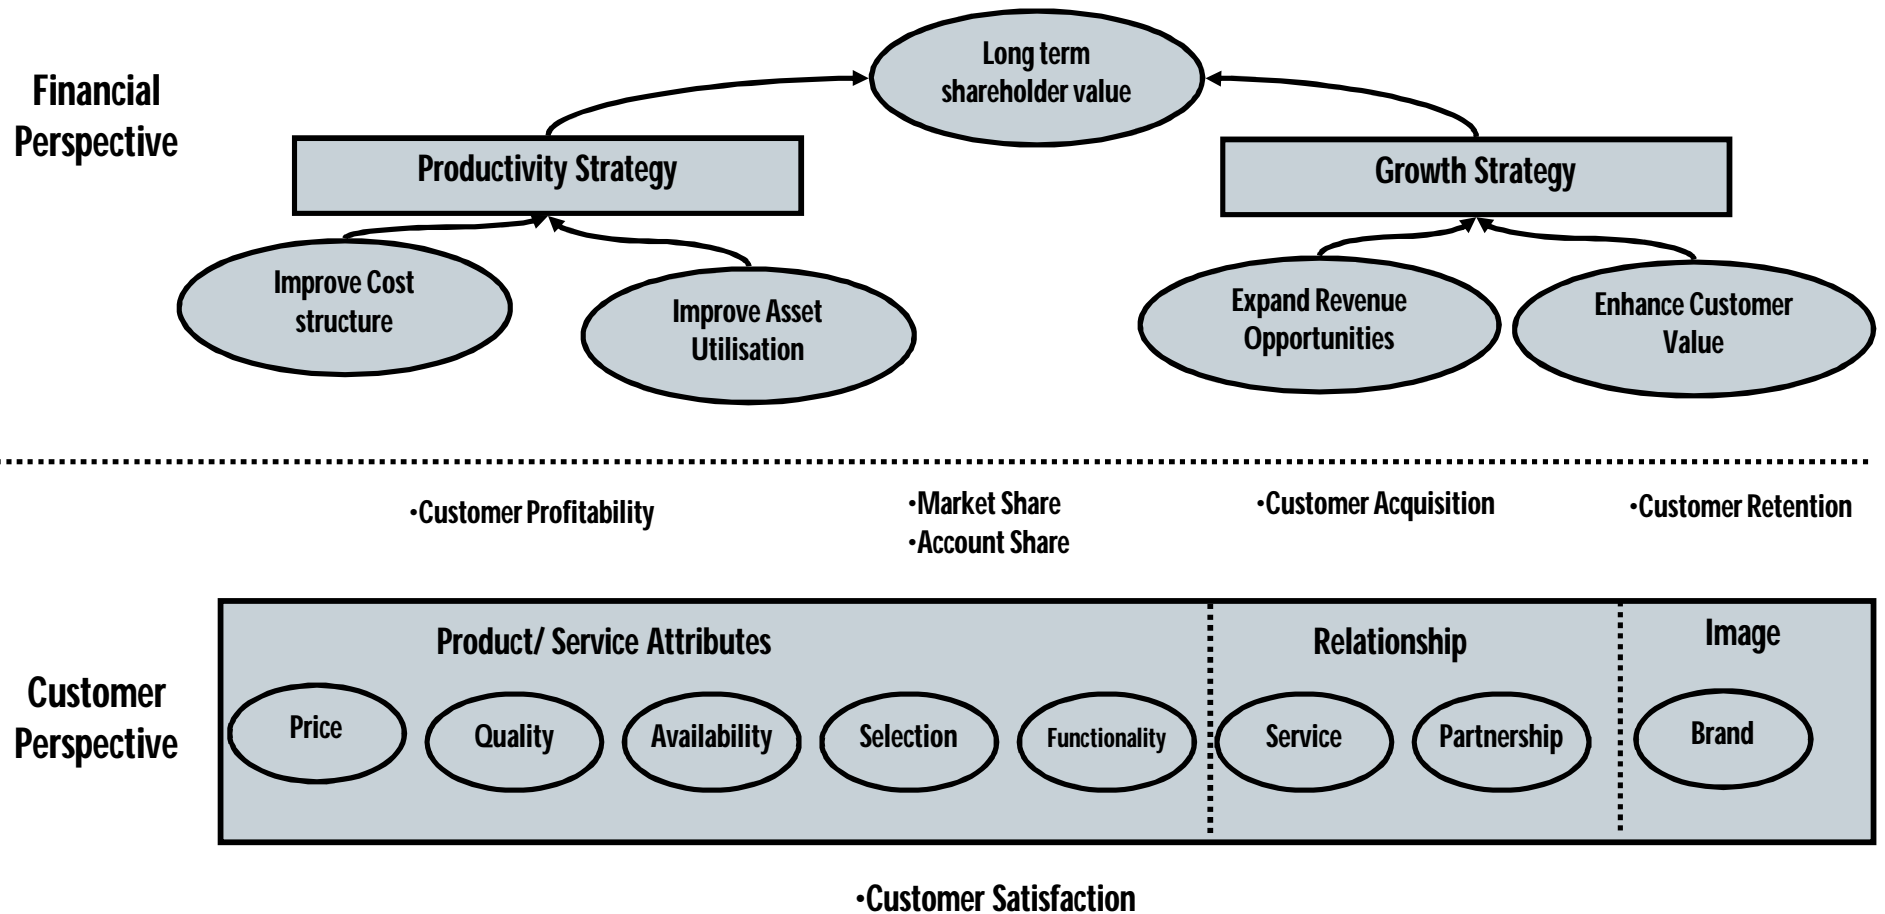 Long term
shareholder value
Financial
Perspective
Productivity Strategy
Growth Strategy
Improve Cost
structure
Improve Asset
Utilisation
Expand Revenue
Opportunities
Enhance Customer
Value
•Customer Profitability
•Market Share
•Account Share
•Customer Acquisition
•Customer Retention
Customer
Perspective
Product/ Service Attributes
Relationship
Image
Price
Quality
Availability
Selection
Functionality
Service
Partnership
Brand
•Customer Satisfaction